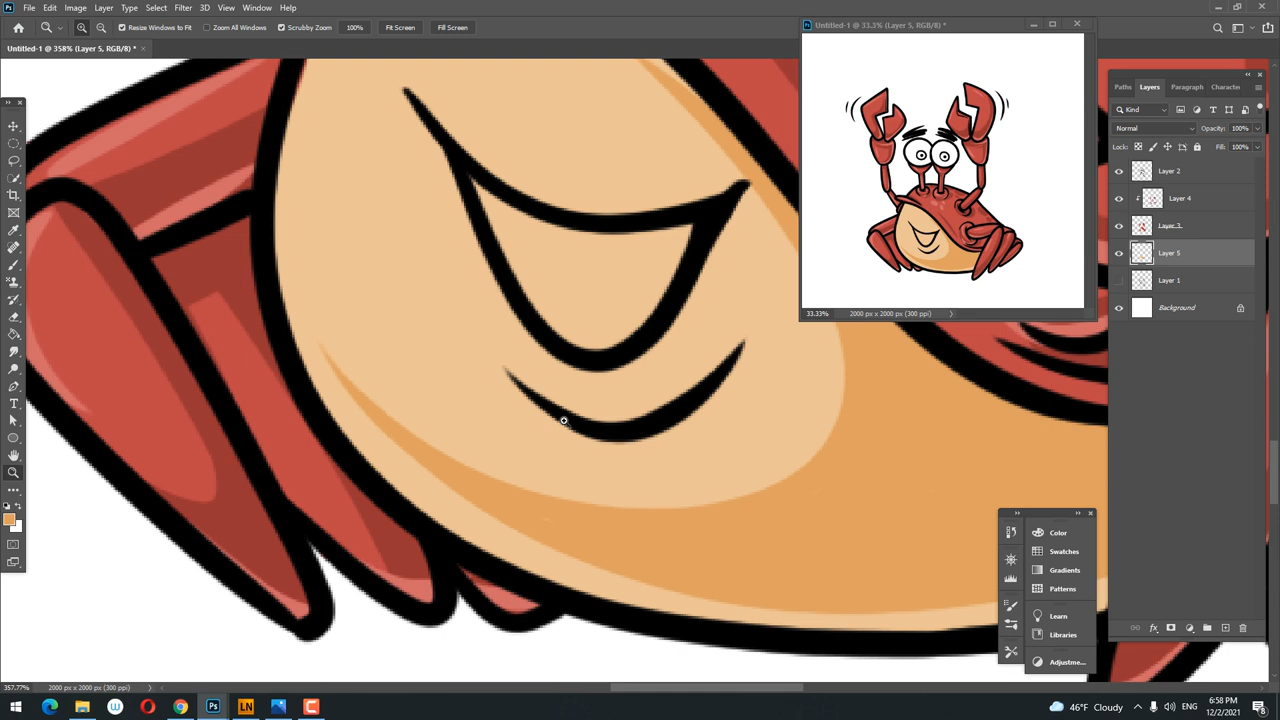 File Edit Image Layer Type Select Filter 3D View Window Help
Resize Windows to Fit Zoom All Windows Scrubby Zoom 100% Fit Screen Fill Screen
Untitled-1 @ 358% (Layer 5, RGB/8) *
Untitled-1 @ 33.3% (Layer 5, RGB/8) *
33.33% 2000 px x 2000 px (300 ppi)
Paths Layers Paragraph Character
Kind
Normal Opacity: 100%
Lock: Fill: 100%
Layer 2
Layer 4
Layer 3
Layer 5
Layer 1
Background
Color
Swatches
Gradients
Patterns
Learn
Libraries
Adjustme...
357.77% 2000 px x 2000 px (300 ppi)
46°F Cloudy ENG 6:58 PM
12/2/2021